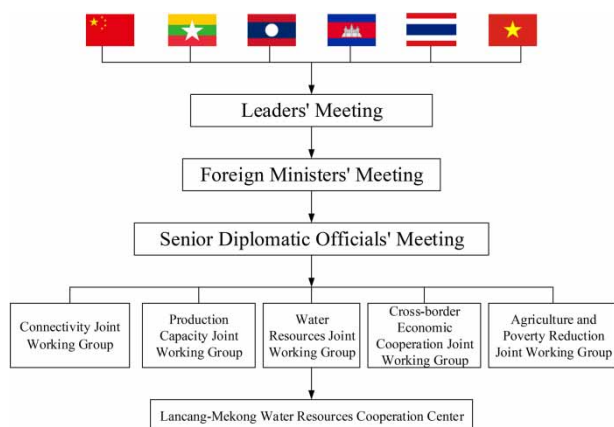 Leaders' Meeting
Foreign Ministers' Meeting
Senior Diplomatic Officials' Meeting
Connectivity Joint
Working Group
Production
Capacity Joint
Working Group
Water
Resources Joint
Working Group
Cross-border
Economic
Cooperation Joint
Working Group
Agriculture and
Poverty Reduction
Joint Working Group
Lancang-Mekong Water Resources Cooperation Center